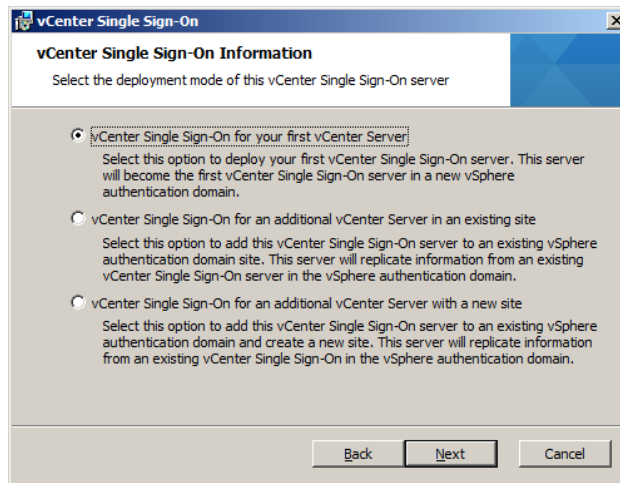 vCenter Single Sign-On
vCenter Single Sign-On Information
Select the deployment mode of this vCenter Single Sign-On server
vCenter Single Sign-On for your first vCenter Server
Select this option to deploy your first vCenter Single Sign-On server. This server
will become the first vCenter Single Sign-On server in a new vSphere
authentication domain.
vCenter Single Sign-On for an additional vCenter Server in an existing site
Select this option to add this vCenter Single Sign-On server to an existing vSphere
authentication domain site. This server will replicate information from an existing
vCenter Single Sign-On server in the vSphere authentication domain.
vCenter Single Sign-On for an additional vCenter Server with a new site
Select this option to add this vCenter Single Sign-On server to an existing vSphere
authentication domain and create a new site. This server will replicate information
from an existing vCenter Single Sign-On in the vSphere authentication domain.
Back Next Cancel